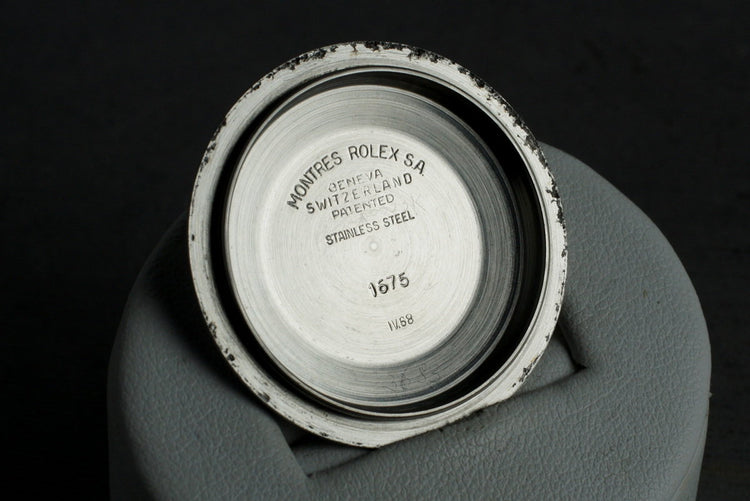 MONTRES ROLEX S.A.
GENEVA
SWITZERLAND
PATENTED
STAINLESS STEEL
1675
IV.68